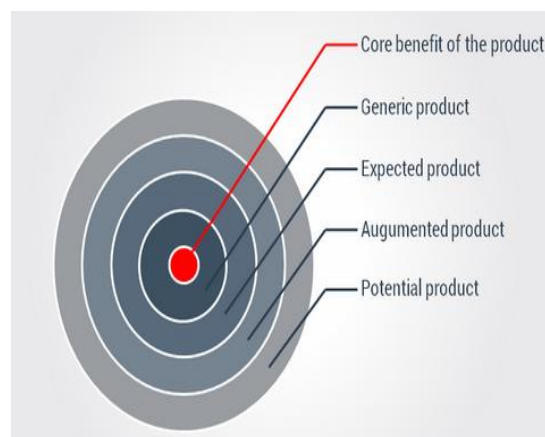 Core benefit of the product
Generic product
Expected product
Augumented product
Potential product